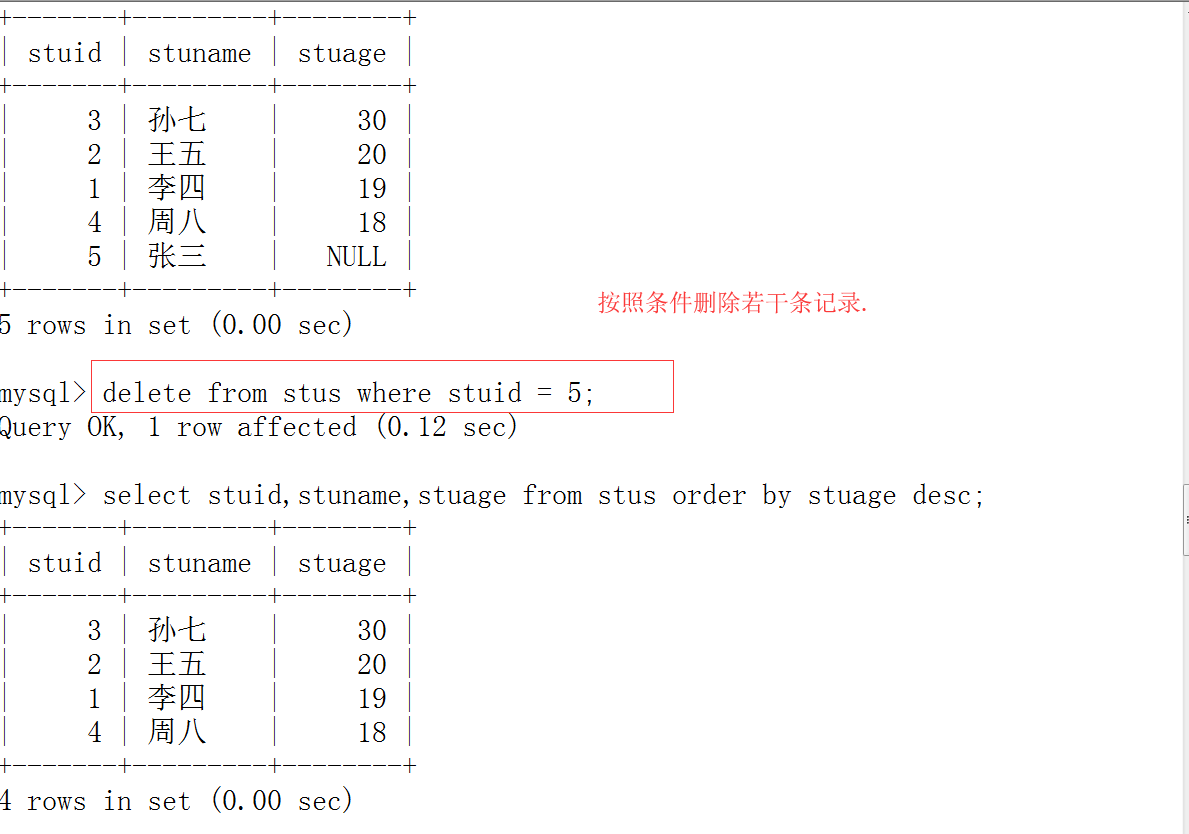 +-------+---------+--------+
| stuid | stuname | stuage |
+-------+---------+--------+
|     3 | 孙七    |     30 |
|     2 | 王五    |     20 |
|     1 | 李四    |     19 |
|     4 | 周八    |     18 |
|     5 | 张三    |   NULL |
+-------+---------+--------+
按照条件删除若干条记录.
5 rows in set (0.00 sec)
mysql> delete from stus where stuid = 5;
Query OK, 1 row affected (0.12 sec)
mysql> select stuid,stuname,stuage from stus order by stuage desc;
+-------+---------+--------+
| stuid | stuname | stuage |
+-------+---------+--------+
|     3 | 孙七    |     30 |
|     2 | 王五    |     20 |
|     1 | 李四    |     19 |
|     4 | 周八    |     18 |
+-------+---------+--------+
4 rows in set (0.00 sec)